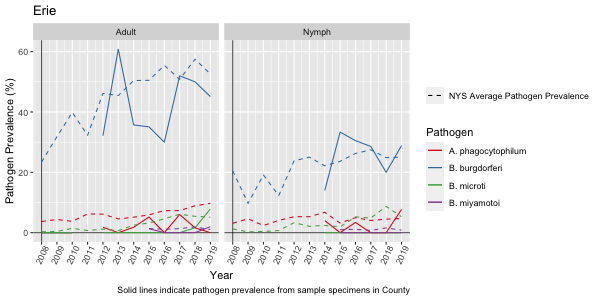 Erie
Adult
Nymph
Pathogen Prevalence (%)
60
40
20
0
2008 2009 2010 2011 2012 2013 2014 2015 2016 2017 2018 2019
2008 2009 2010 2011 2012 2013 2014 2015 2016 2017 2018 2019
Year
NYS Average Pathogen Prevalence
Pathogen
A. phagocytophilum
B. burgdorferi
B. microti
B. miyamotoi
Solid lines indicate pathogen prevalence from sample specimens in County